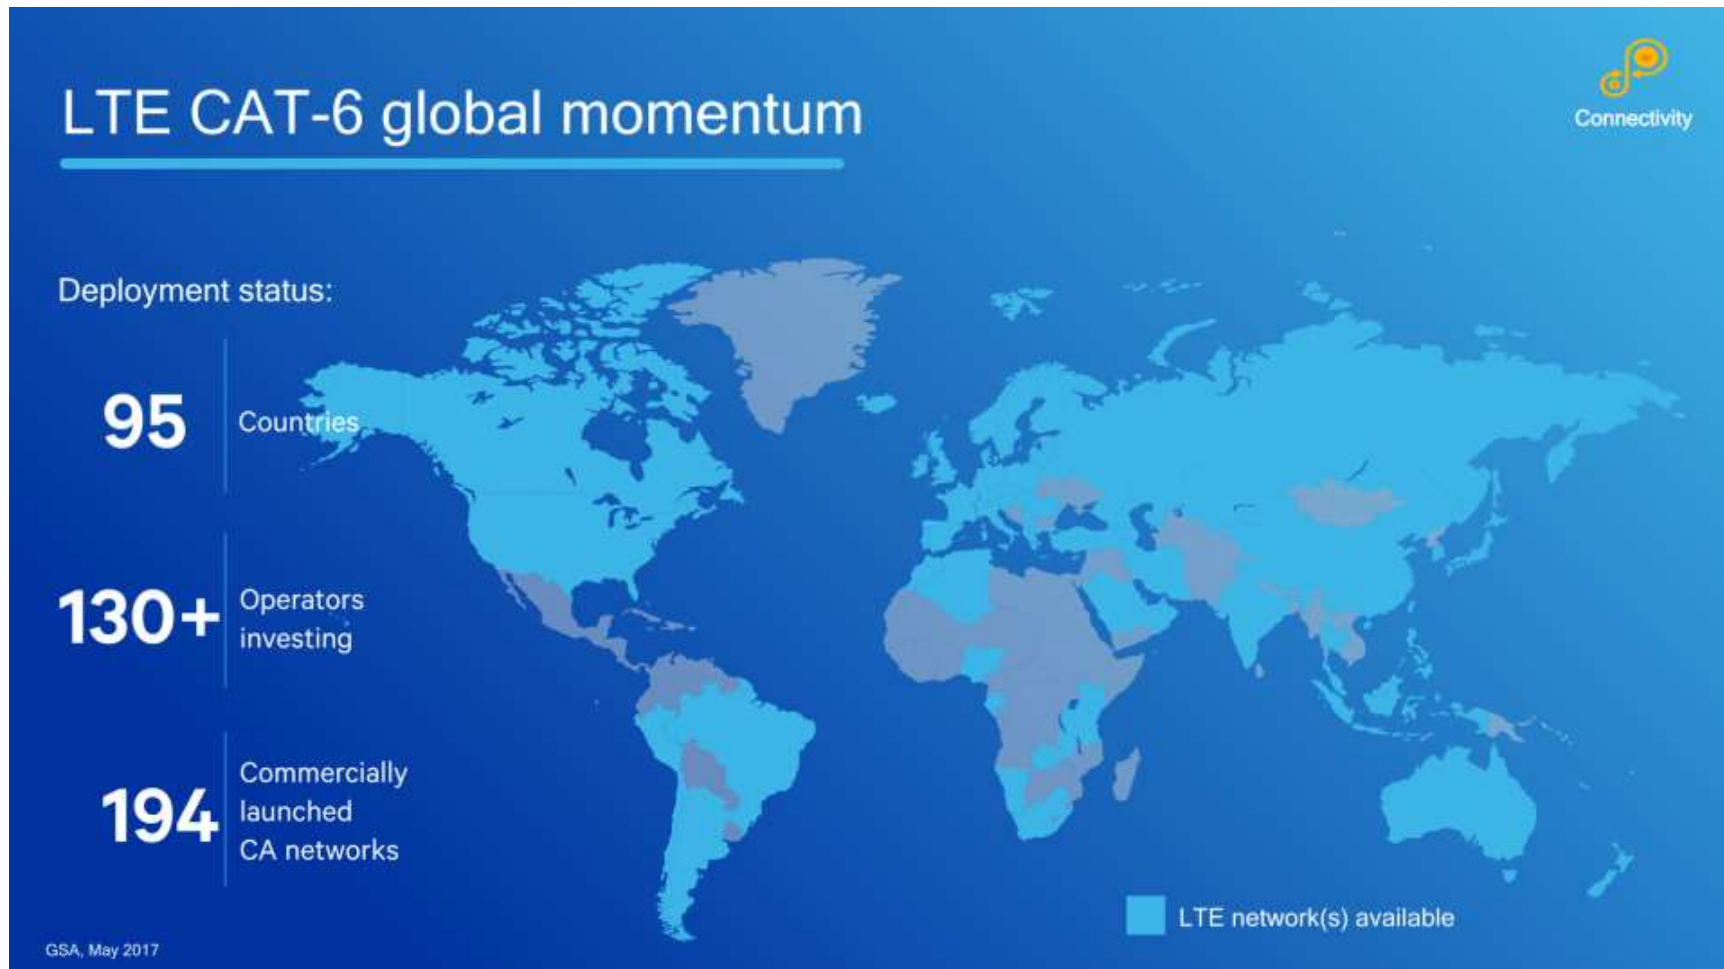 LTE CAT-6 global momentum
Connectivity
Deployment status:
95
Countries
130+
Operators
investing
194
Commercially
launched
CA networks
LTE network(s) available
GSA, May 2017